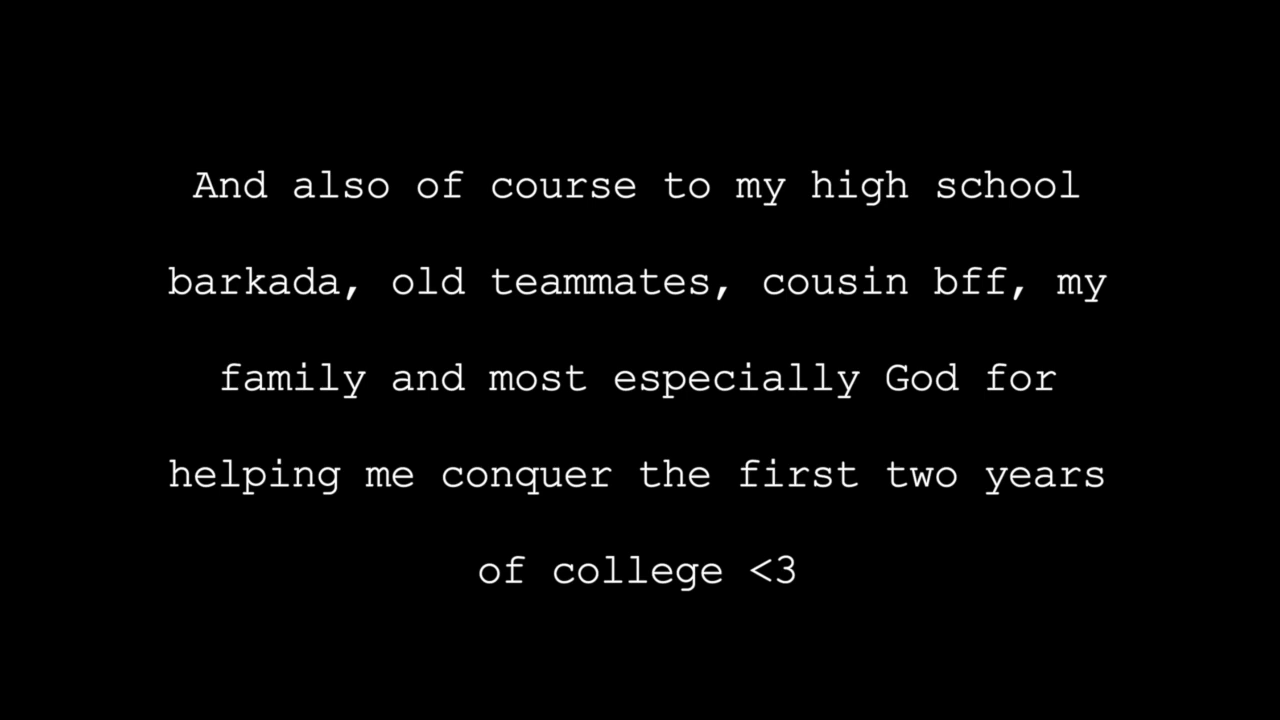 And also of course to my high school
barkada, old teammates, cousin bff, my
family and most especially God for
helping me conquer the first two years
of college <3